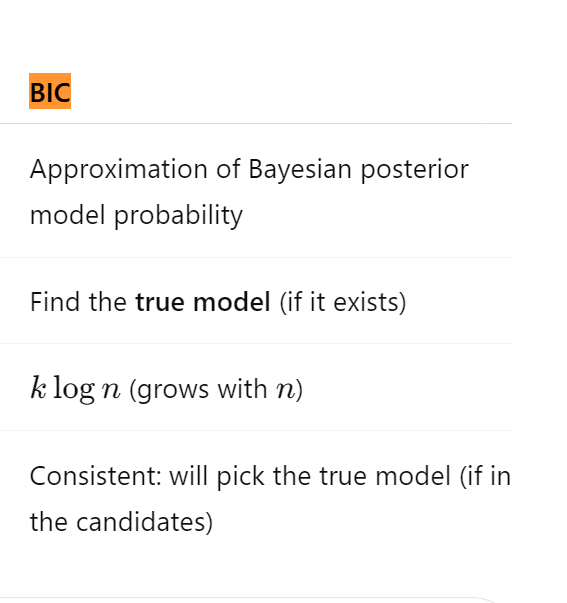 BIC
Approximation of Bayesian posterior
model probability
Find the true model (if it exists)
k log n (grows with n)
Consistent: will pick the true model (if in
the candidates)